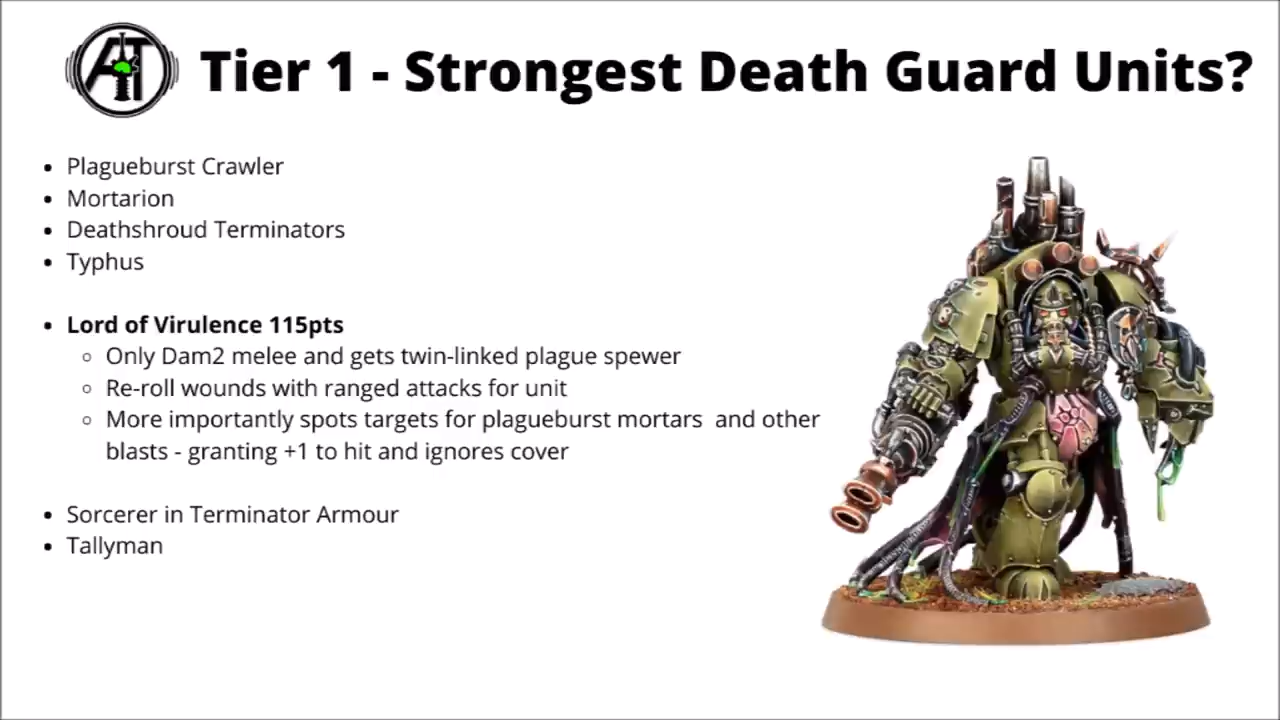 AT
Tier 1 - Strongest Death Guard Units?
Plagueburst Crawler
Mortarion
Deathshroud Terminators
Typhus
Lord of Virulence 115pts
Only Dam2 melee and gets twin-linked plague spewer
Re-roll wounds with ranged attacks for unit
More importantly spots targets for plagueburst mortars and other
blasts - granting +1 to hit and ignores cover
Sorcerer in Terminator Armour
Tallyman